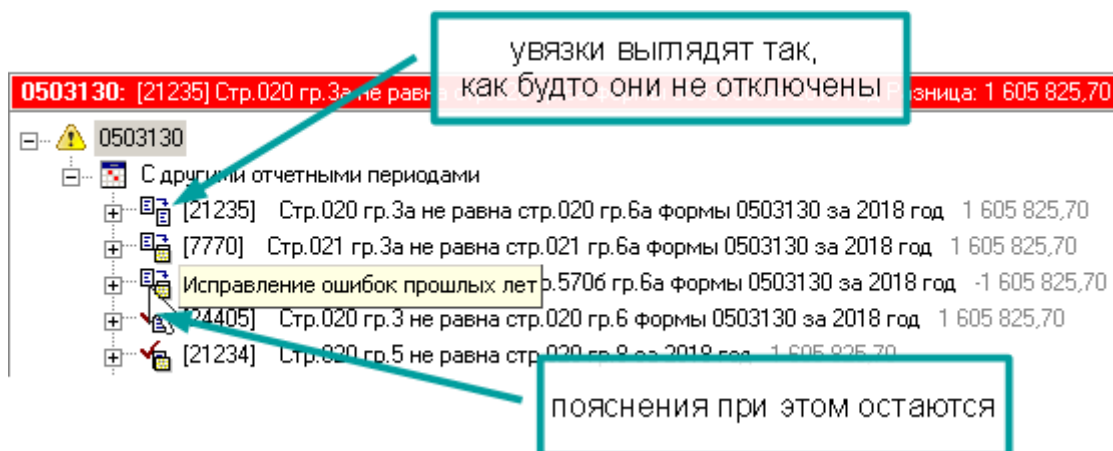 увязки выглядят так,
как будто они не отключены
0503130: [21235] Стр.020 гр.3а не равна Разница: 1 605 825,70
0503130
С другими отчетными периодами
[21235] Стр.020 гр.3а не равна стр.020 гр.6а формы 0503130 за 2018 год 1 605 825,70
[7770] Стр.021 гр.3а не равна стр.021 гр.6а формы 0503130 за 2018 год 1 605 825,70
Исправление ошибок прошлых лет р.570б гр.6а формы 0503130 за 2018 год -1 605 825,70
[24405] Стр.020 гр.3 не равна стр.020 гр.6 формы 0503130 за 2018 год 1 605 825,70
[21234] Стр.020 гр.5 не равна стр.020 гр.8 за 2018 год 1 605 825,70
пояснения при этом остаются